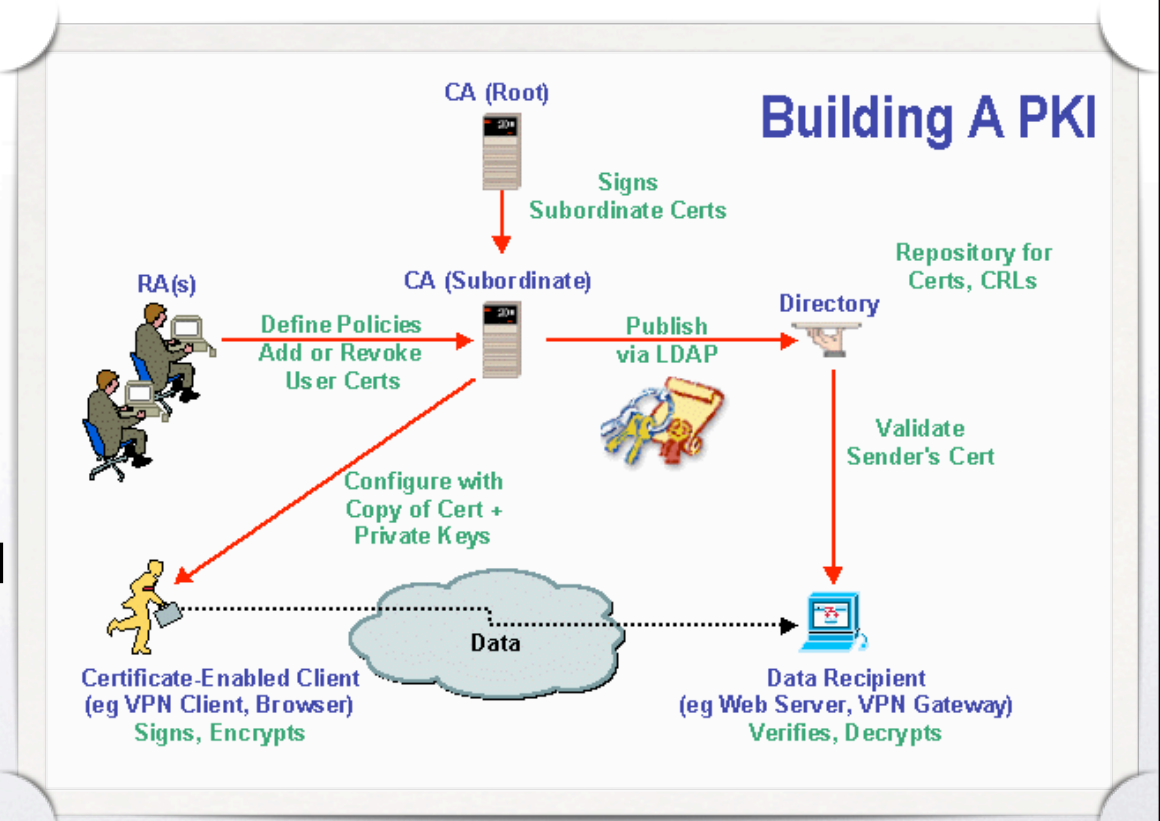 CA (Root)
Building A PKI
Signs
Subordinate Certs
Repository for
Certs, CRLs
RA(s)
CA (Subordinate)
Directory
Define Policies
Add or Revoke
User Certs
Publish
via LDAP
Validate
Sender's Cert
Configure with
Copy of Cert +
Private Keys
Data
Certificate-Enabled Client
(eg VPN Client, Browser)
Signs, Encrypts
Data Recipient
(eg Web Server, VPN Gateway)
Verifies, Decrypts